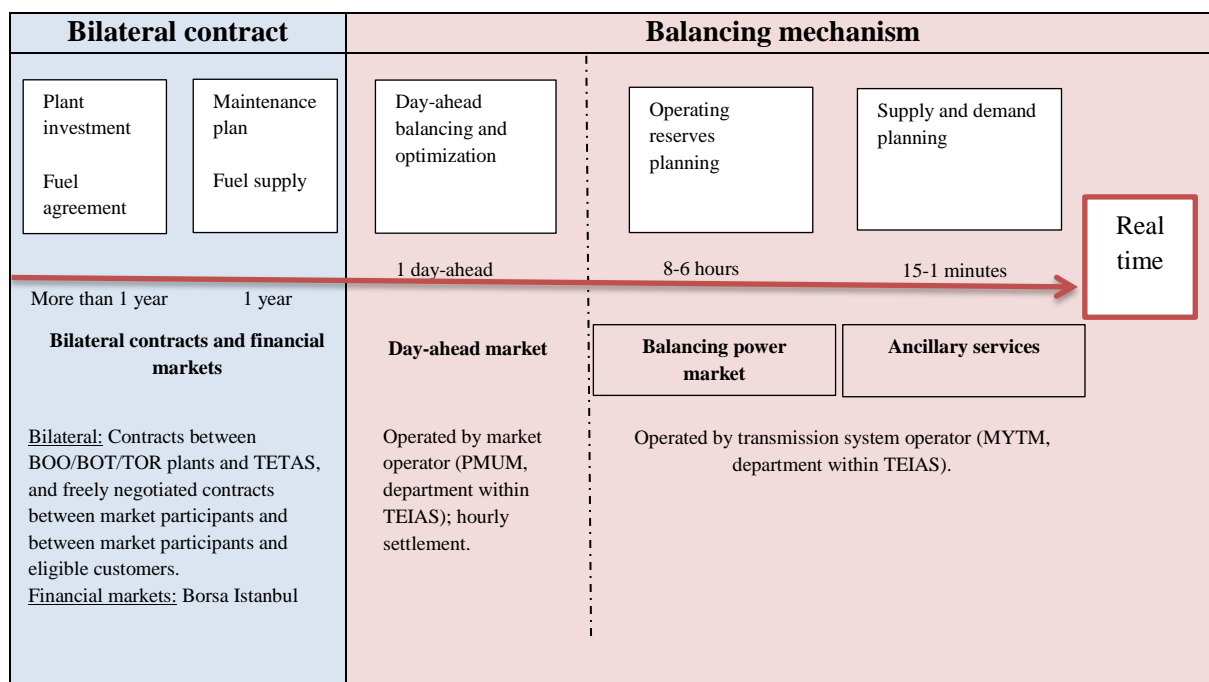 Bilateral contract
Balancing mechanism
Plant
investment
Fuel
agreement
Maintenance
plan
Fuel supply
Day-ahead
balancing and
optimization
Operating
reserves
planning
Supply and demand
planning
Real
time
More than 1 year
1 year
1 day-ahead
8-6 hours
15-1 minutes
Bilateral contracts and financial
markets
Day-ahead market
Balancing power
market
Ancillary services
Bilateral: Contracts between
BOO/BOT/TOR plants and TETAS,
and freely negotiated contracts
between market participants and
between market participants and
eligible customers.
Financial markets: Borsa Istanbul
Operated by market
operator (PMUM,
department within
TEIAS); hourly
settlement.
Operated by transmission system operator (MYTM,
department within TEIAS).